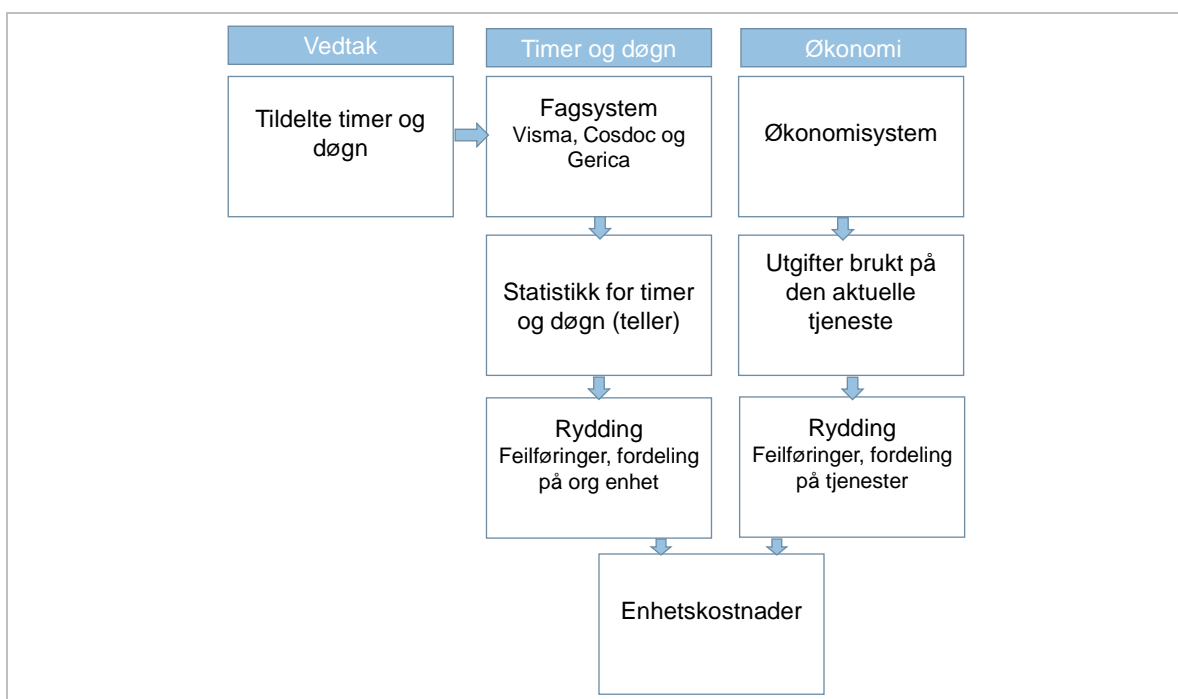 Vedtak
Timer og døgn
Økonomi
Tildelte timer og
døgn
Fagsystem
Visma, Cosdoc og
Gerica
Økonomisystem
Statistikk for timer
og døgn (teller)
Utgifter brukt på
den aktuelle
tjeneste
Rydding
Feilføringer, fordeling
på org enhet
Rydding
Feilføringer, fordeling
på tjenester
Enhetskostnader